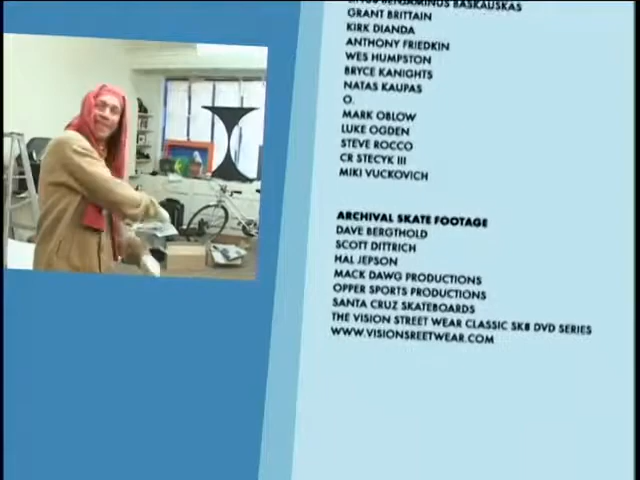 GRANT BRITTAIN
KIRK DIANDA
ANTHONY FRIEDKIN
WES HUMPSTON
BRYCE KANIGHTS
NATAS KAUPAS
O.
MARK OBLOW
LUKE OGDEN
STEVE ROCCO
CR STECYK III
MIKI VUCKOVICH
ARCHIVAL SKATE FOOTAGE
DAVE BERGTHOLD
SCOTT DITTRICH
HAL JEPSON
MACK DAWG PRODUCTIONS
OPPER SPORTS PRODUCTIONS
SANTA CRUZ SKATEBOARDS
THE VISION STREET WEAR CLASSIC SK8 DVD SERIES
WWW.VISIONSREETWEAR.COM